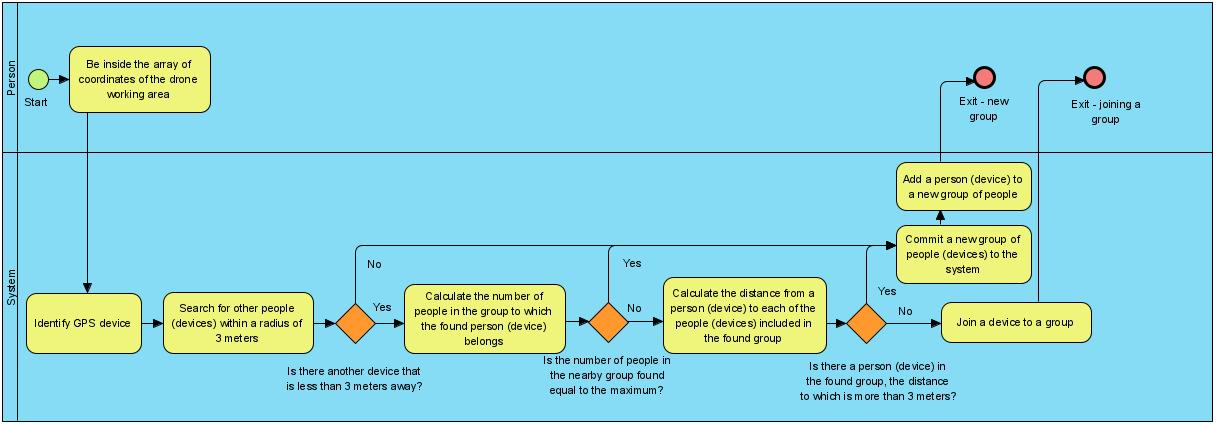 Person
Start
Be inside the array of
coordinates of the drone
working area
Exit - new
group
Exit - joining a
group
System
Add a person (device) to
a new group of people
Commit a new group of
people (devices) to the
system
No
Yes
Yes
Identify GPS device
Search for other people
(devices) within a radius of
3 meters
Yes
Calculate the number of
people in the group to which
the found person (device)
belongs
No
Calculate the distance from a
person (device) to each of the
people (devices) included in
the found group
No
Join a device to a group
Is there another device that
is less than 3 meters away?
Is the number of people in
the nearby group found
equal to the maximum?
Is there a person (device) in
the found group, the distance
to which is more than 3 meters?